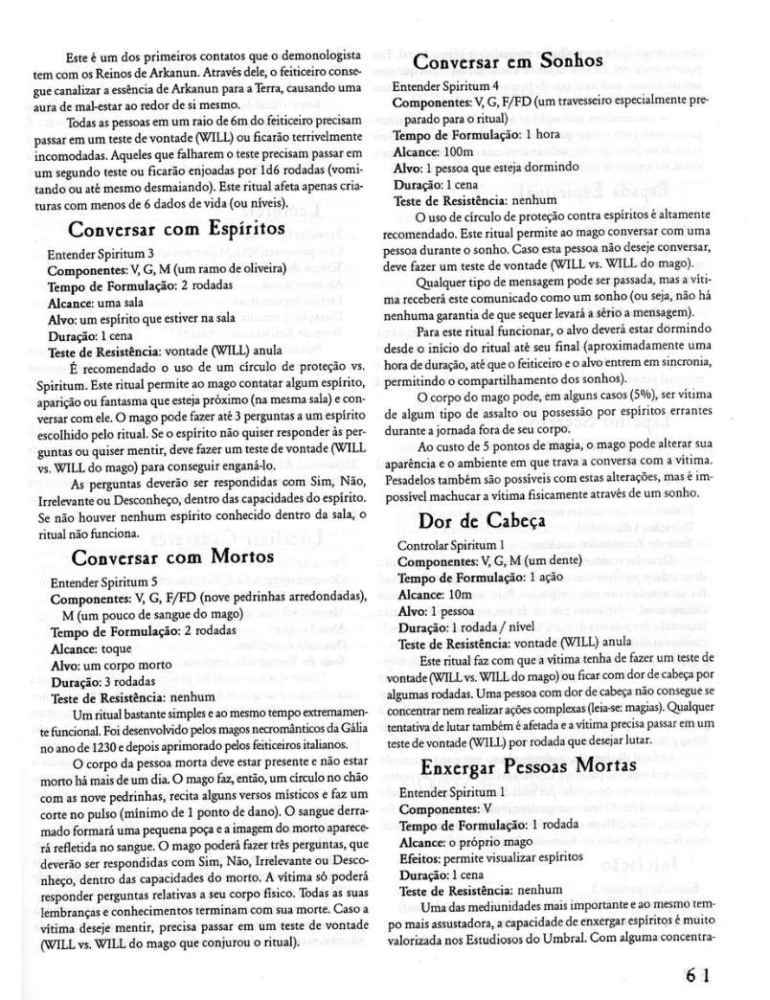 Este é um dos primeiros contatos que o demonologista
tem com os Reinos de Arkanun. Através dele, o feiticeiro conse-
gue canalizar a essência de Arkanun para a Terra, causando uma
aura de mal-estar ao redor de si mesmo.
Todas as pessoas em um raio de 6m do feiticeiro precisam
passar em um teste de vontade (WILL) ou ficarão terrivelmente
incomodadas. Aqueles que falharem o teste precisam passar em
um segundo teste ou ficarão enjoadas por 1d6 rodadas (vomi-
tando ou até mesmo desmaiando). Este ritual afeta apenas cria-
turas com menos de 6 dados de vida (ou níveis).
Conversar com Espíritos
Entender Spiritum 3
Componentes: V, G, M (um ramo de oliveira)
Tempo de Formulação: 2 rodadas
Alcance: uma sala
Alvo: um espírito que estiver na sala
Duração: 1 cena
Teste de Resistência: vontade (WILL) anula
É recomendado o uso de um círculo de proteção vs.
Spiritum. Este ritual permite ao mago contatar algum espírito,
aparição ou fantasma que esteja próximo (na mesma sala) e con-
versar com ele. O mago pode fazer até 3 perguntas a um espírito
escolhido pelo ritual. Se o espírito não quiser responder às per-
guntas ou quiser mentir, deve fazer um teste de vontade (WILL
vs. WILL do mago) para conseguir enganá-lo.
As perguntas deverão ser respondidas com Sim, Não,
Irrelevante ou Desconheço, dentro das capacidades do espírito.
Se não houver nenhum espírito conhecido dentro da sala, o
ritual não funciona.
Conversar com Mortos
Entender Spiritum 5
Componentes: V, G, F/FD (nove pedrinhas arredondadas),
M (um pouco de sangue do mago)
Tempo de Formulação: 2 rodadas
Alcance: toque
Alvo: um corpo morto
Duração: 3 rodadas
Teste de Resistência: nenhum
Um ritual bastante simples e ao mesmo tempo extremamen-
te funcional. Foi desenvolvido pelos magos necromânticos da Gália
no ano de 1230 e depois aprimorado pelos feiticeiros italianos.
O corpo da pessoa morta deve estar presente e não estar
morto há mais de um dia. O mago faz, então, um círculo no chão
com as nove pedrinhas, recita alguns versos místicos e faz um
corte no pulso (mínimo de 1 ponto de dano). O sangue derra-
mado formará uma pequena poça e a imagem do morto aparece-
rá refletida no sangue. O mago poderá fazer três perguntas, que
deverão ser respondidas com Sim, Não, Irrelevante ou Desco-
nheço, dentro das capacidades do morto. A vítima só poderá
responder perguntas relativas a seu corpo físico. Todas as suas
lembranças e conhecimentos terminam com sua morte. Caso a
vítima deseje mentir, precisa passar em um teste de vontade
(WILL vs. WILL do mago que conjurou o ritual).
Conversar em Sonhos
Entender Spiritum 4
Componentes: V, G, F/FD (um travesseiro especialmente pre-
parado para o ritual)
Tempo de Formulação: 1 hora
Alcance: 100m
Alvo: 1 pessoa que esteja dormindo
Duração: 1 cena
Teste de Resistência: nenhum
O uso de círculo de proteção contra espíritos é altamente
recomendado. Este ritual permite ao mago conversar com uma
pessoa durante o sonho. Caso esta pessoa não deseje conversar,
deve fazer um teste de vontade (WILL vs. WILL do mago).
Qualquer tipo de mensagem pode ser passada, mas a víti-
ma receberá este comunicado como um sonho (ou seja, não há
nenhuma garantia de que sequer levará a sério a mensagem).
Para este ritual funcionar, o alvo deverá estar dormindo
desde o início do ritual até seu final (aproximadamente uma
hora de duração, até que o feiticeiro e o alvo entrem em sincronia,
permitindo o compartilhamento dos sonhos).
O corpo do mago pode, em alguns casos (5%), ser vítima
de algum tipo de assalto ou possessão por espíritos errantes
durante a jornada fora de seu corpo.
Ao custo de 5 pontos de magia, o mago pode alterar sua
aparência e o ambiente em que trava a conversa com a vítima.
Pesadelos também são possíveis com estas alterações, mas é im-
possível machucar a vítima fisicamente através de um sonho.
Dor de Cabeça
Controlar Spiritum 1
Componentes: V, G, M (um dente)
Tempo de Formulação: 1 ação
Alcance: 10m
Alvo: 1 pessoa
Duração: 1 rodada / nível
Teste de Resistência: vontade (WILL) anula
Este ritual faz com que a vítima tenha de fazer um teste de
vontade (WILL vs. WILL do mago) ou ficar com dor de cabeça por
algumas rodadas. Uma pessoa com dor de cabeça não consegue se
concentrar nem realizar ações complexas (leia-se: magias). Qualquer
tentativa de lutar também é afetada e a vítima precisa passar em um
teste de vontade (WILL) por rodada que desejar lutar.
Enxergar Pessoas Mortas
Entender Spiritum 1
Componentes: V
Tempo de Formulação: 1 rodada
Alcance: o próprio mago
Efeitos: permite visualizar espíritos
Duração: 1 cena
Teste de Resistência: nenhum
Uma das mediunidades mais importante e ao mesmo tem-
po mais assustadora, a capacidade de enxergar espíritos é muito
valorizada nos Estudiosos do Umbral. Com alguma concentra-
61